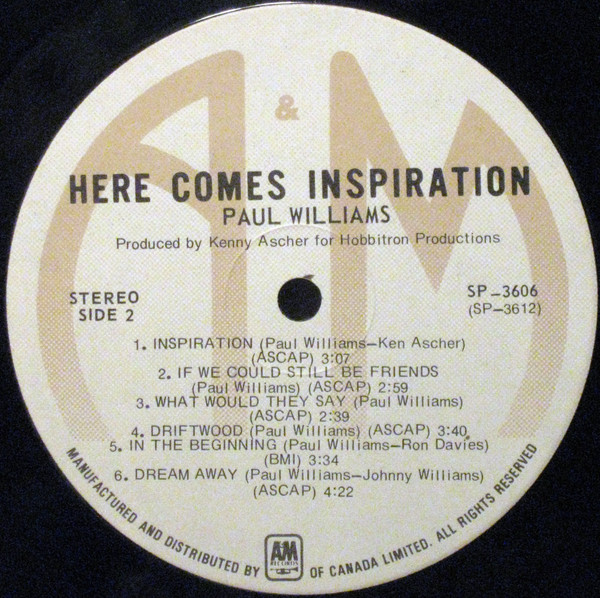 A & M
HERE COMES INSPIRATION
PAUL WILLIAMS
Produced by Kenny Ascher for Hobbitron Productions
STEREO
SIDE 2
SP-3606
(SP-3612)
1. INSPIRATION (Paul Williams-Ken Ascher)
(ASCAP) 3:07
2. IF WE COULD STILL BE FRIENDS
(Paul Williams) (ASCAP) 2:59
3. WHAT WOULD THEY SAY (Paul Williams)
(ASCAP) 2:39
4. DRIFTWOOD (Paul Williams) (ASCAP) 3:40
5. IN THE BEGINNING (Paul Williams-Ron Davies)
(BMI) 3:34
6. DREAM AWAY (Paul Williams-Johnny Williams)
(ASCAP) 4:22
MANUFACTURED AND DISTRIBUTED BY A&M RECORDS OF CANADA LIMITED. ALL RIGHTS RESERVED